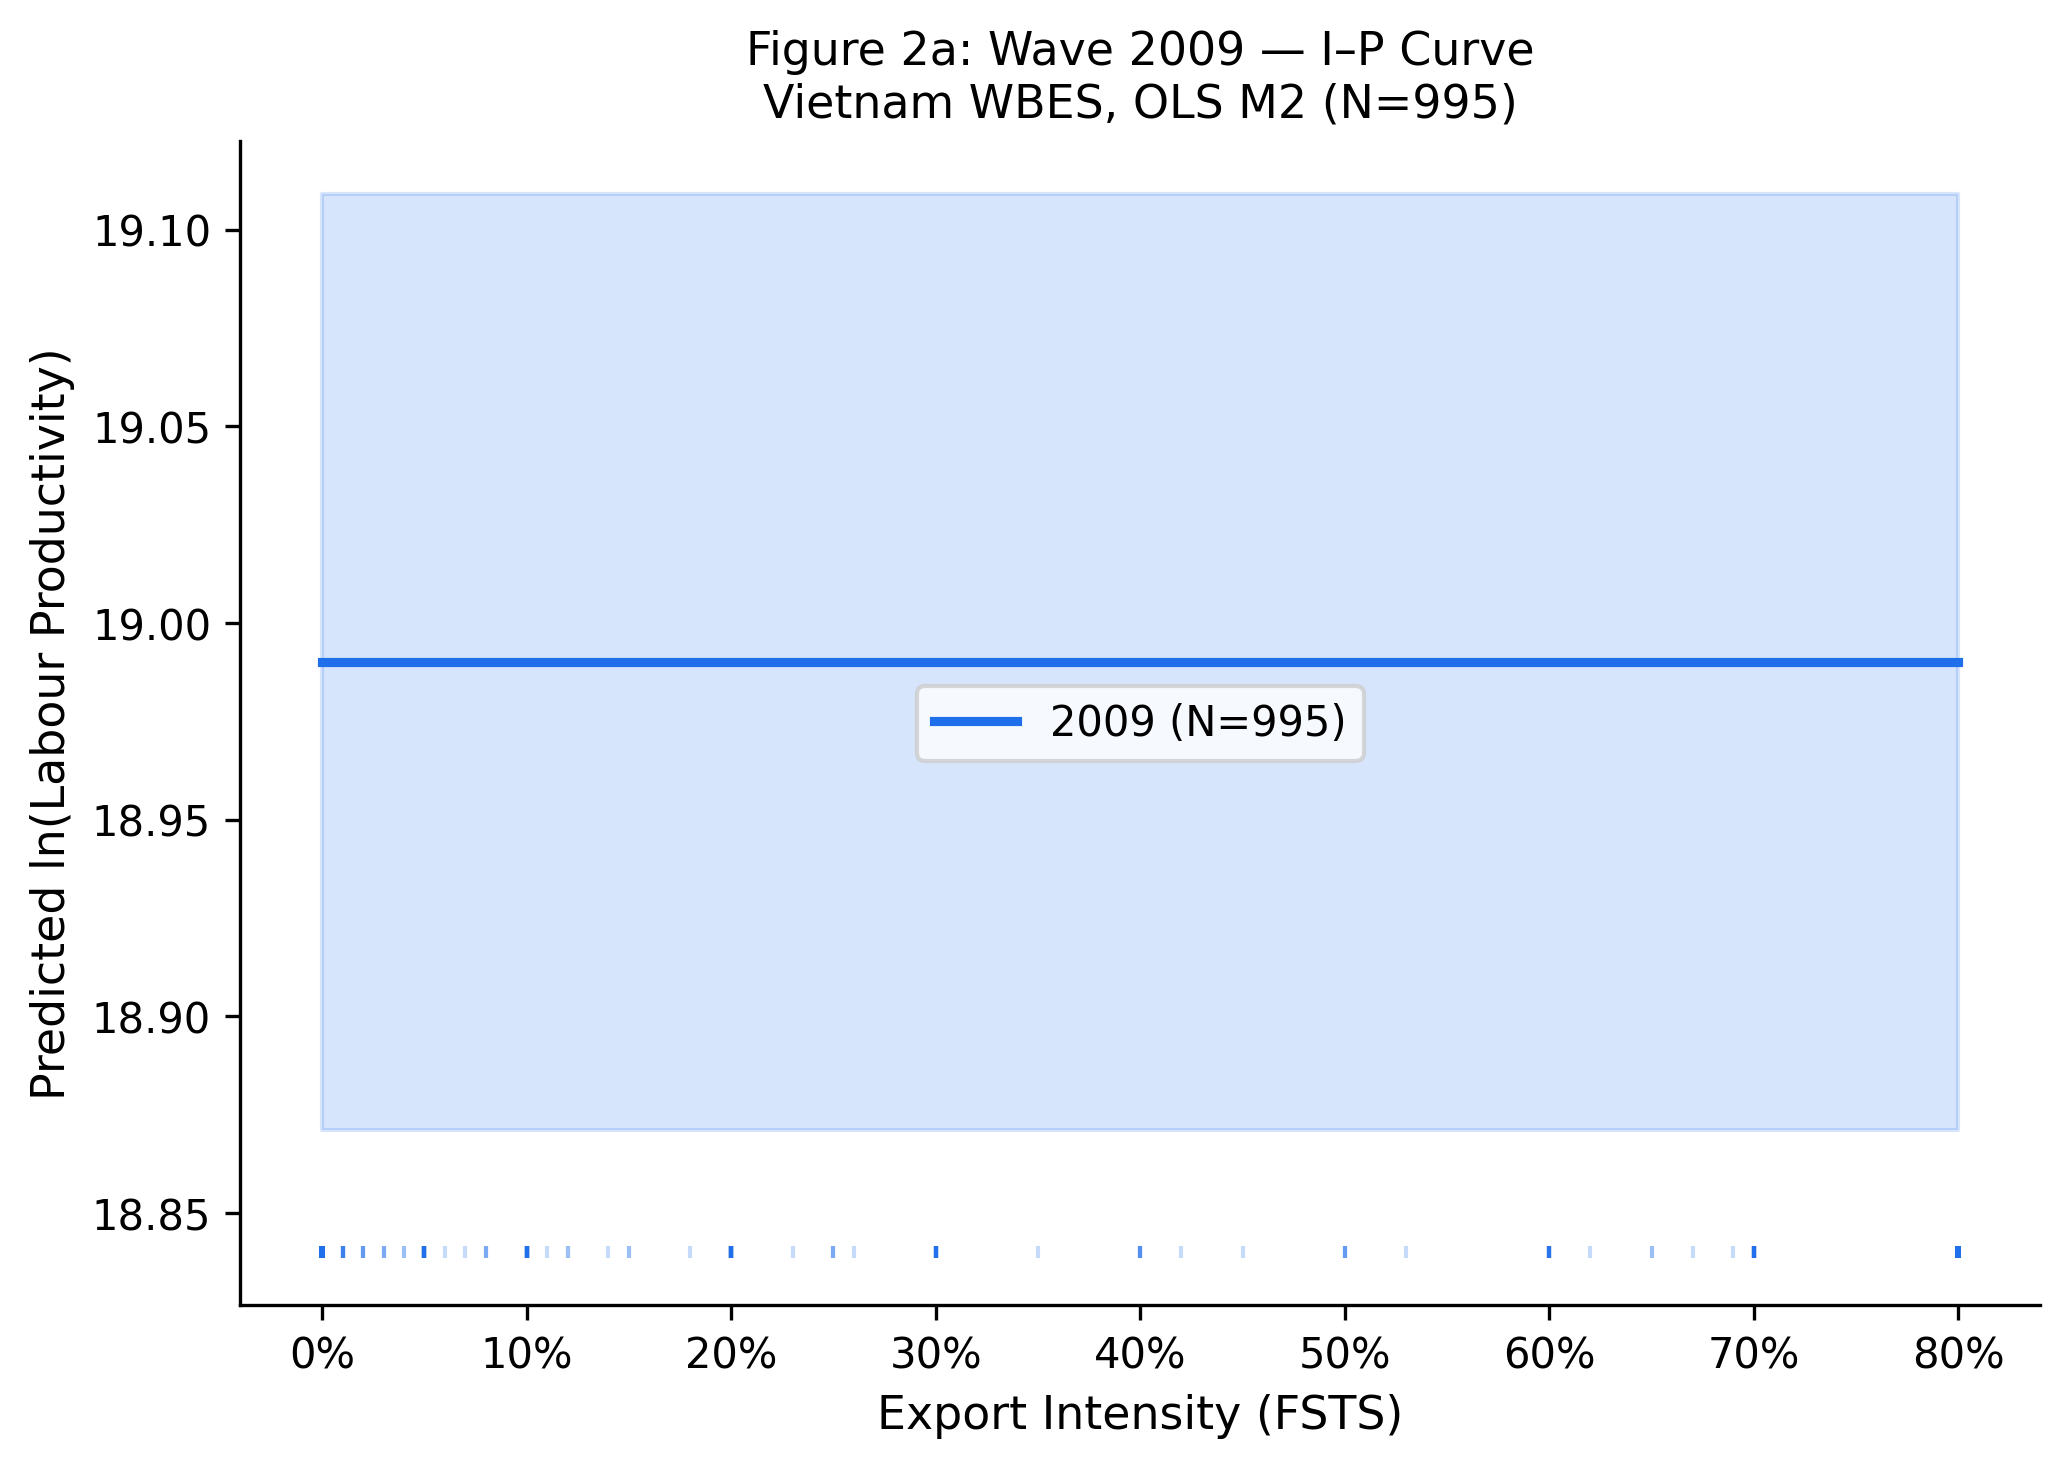 Figure 2a: Wave 2009 — I–P Curve
Vietnam WBES, OLS M2 (N=995)
Predicted ln(Labour Productivity)
19.10
19.05
19.00
18.95
18.90
18.85
2009 (N=995)
0% 10% 20% 30% 40% 50% 60% 70% 80%
Export Intensity (FSTS)